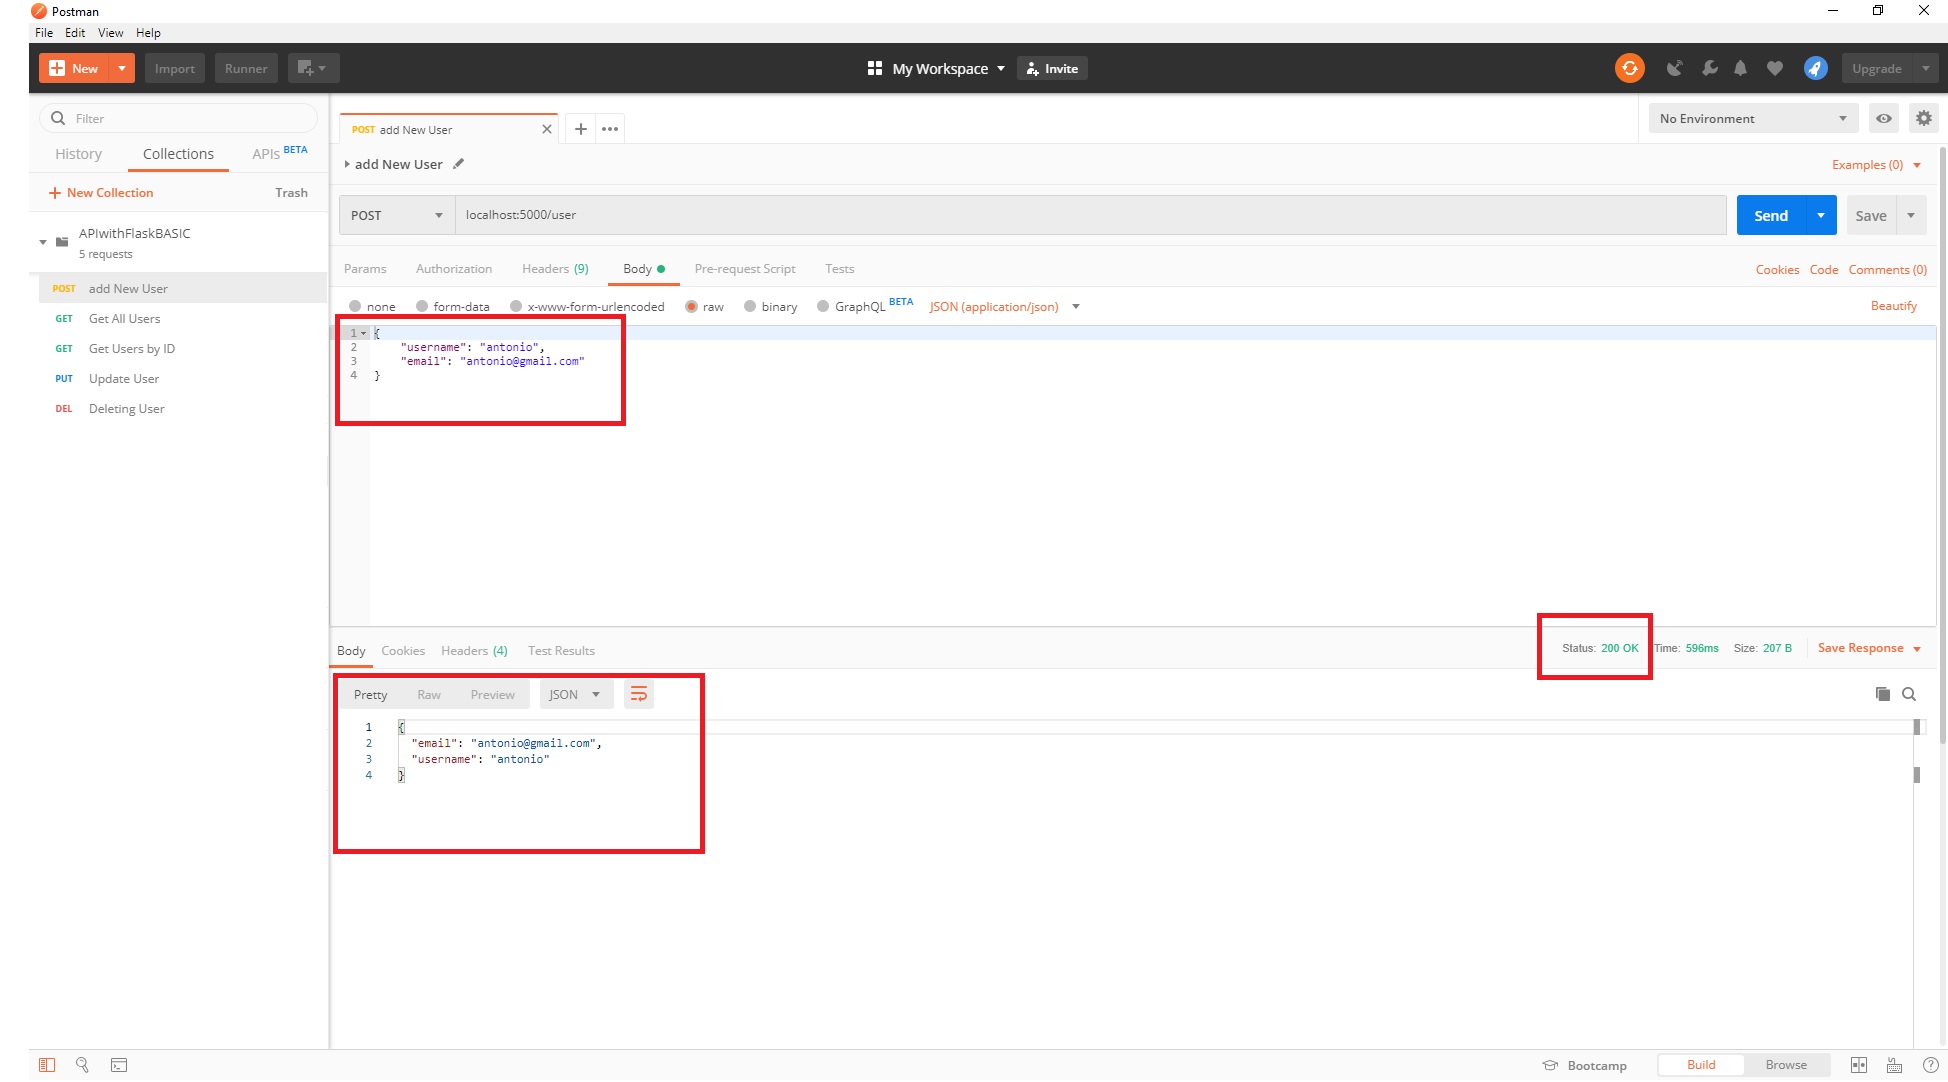 Postman
File Edit View Help
New Import Runner My Workspace Invite Upgrade
Filter
History Collections APIs BETA
New Collection Trash
APIwithFlaskBASIC
5 requests
POST add New User
GET Get All Users
GET Get Users by ID
PUT Update User
DEL Deleting User
POST add New User No Environment
add New User Examples (0)
POST localhost:5000/user Send Save
Params Authorization Headers (9) Body Pre-request Script Tests Cookies Code Comments (0)
none form-data x-www-form-urlencoded raw binary GraphQL BETA JSON (application/json) Beautify
1 {
2 "username": "antonio",
3 "email": "antonio@gmail.com"
4 }
Body Cookies Headers (4) Test Results Status: 200 OK Time: 596ms Size: 207 B Save Response
Pretty Raw Preview JSON
1 {
2 "email": "antonio@gmail.com",
3 "username": "antonio"
4 }
Bootcamp Build Browse